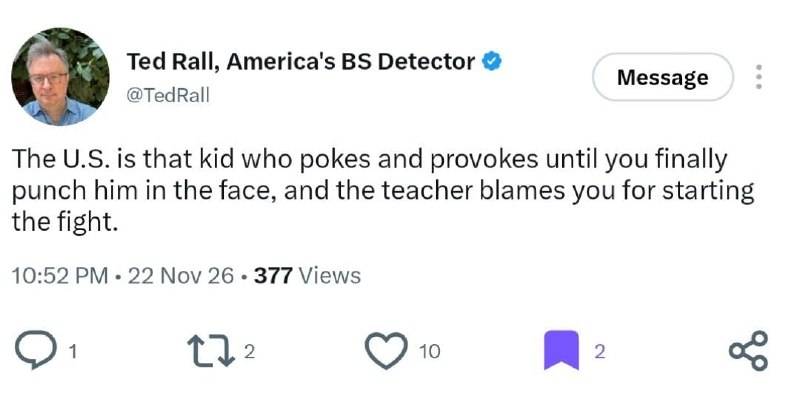 Ted Rall, America's BS Detector
@TedRall
Message
The U.S. is that kid who pokes and provokes until you finally
punch him in the face, and the teacher blames you for starting
the fight.
10:52 PM • 22 Nov 26 • 377 Views
1
2
10
2